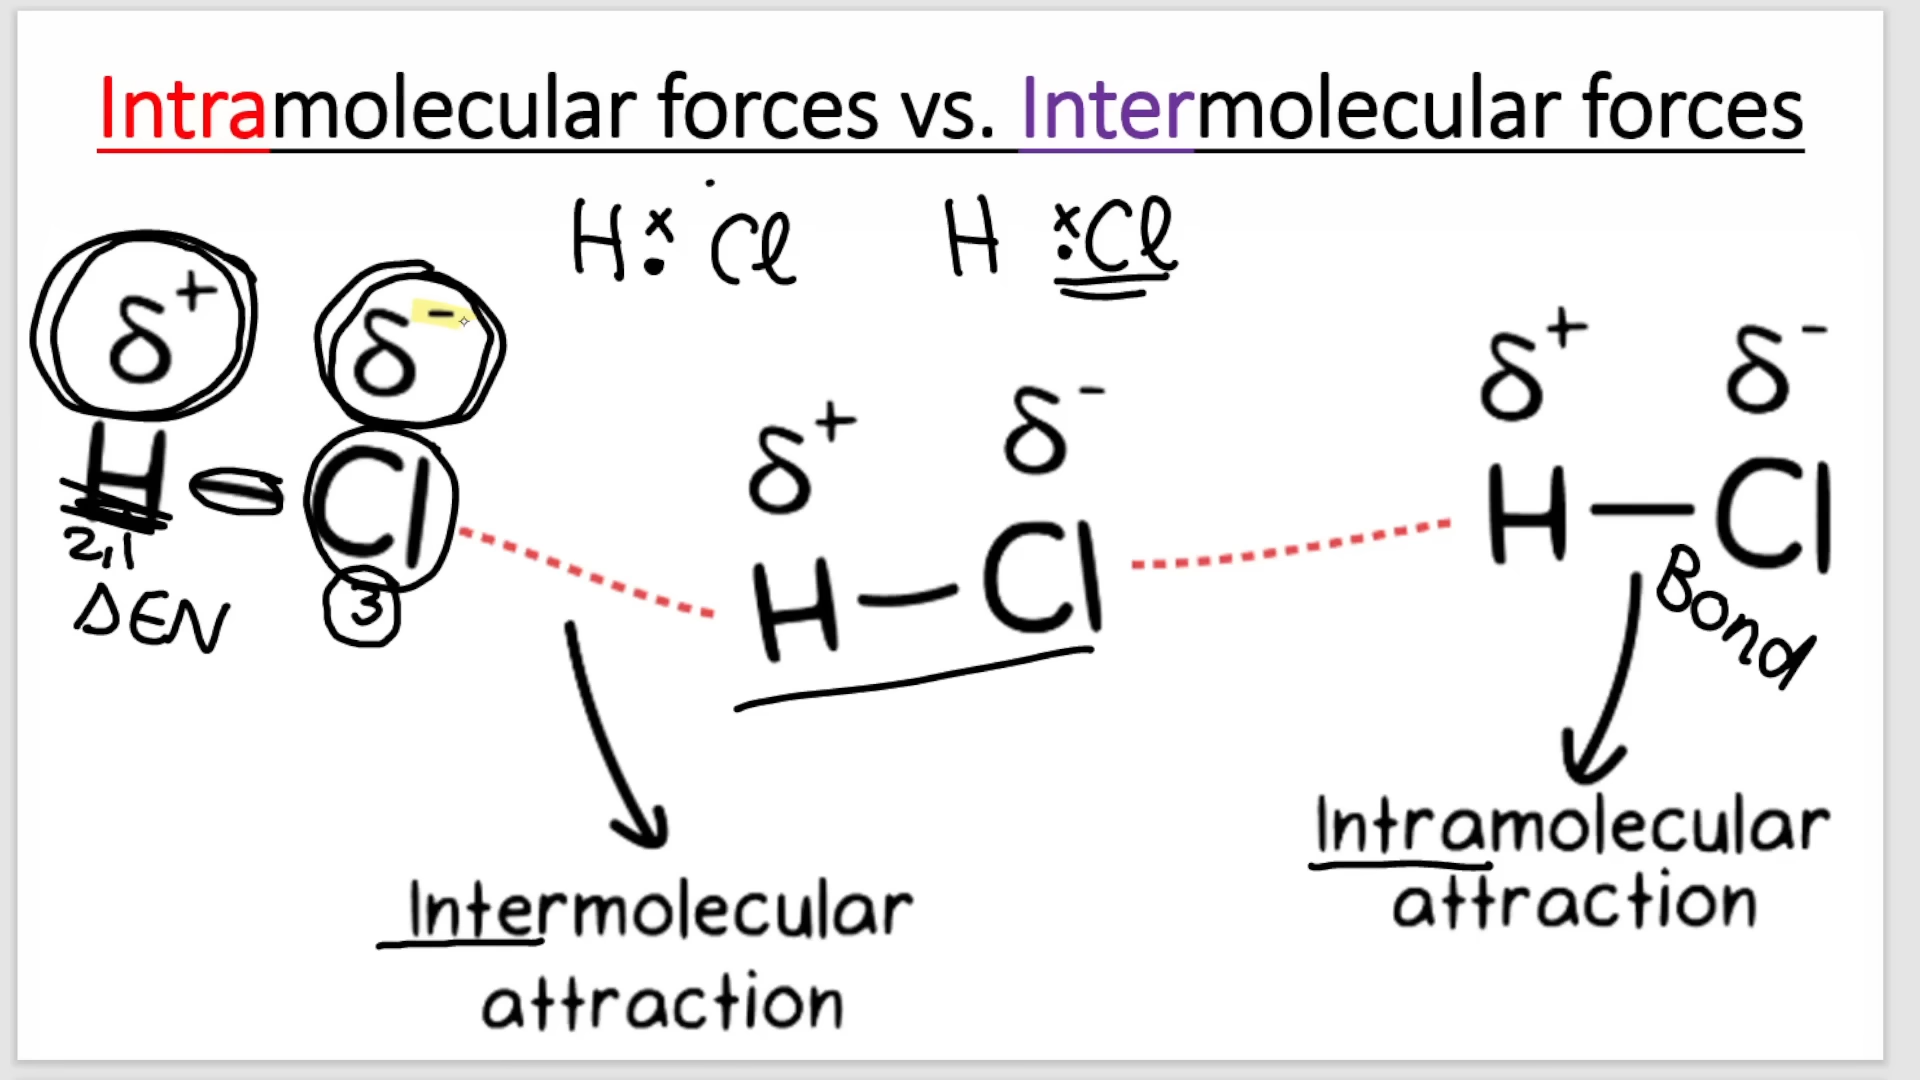 Intramolecular forces vs. Intermolecular forces
H × • Cl
H × • Cl
δ+ δ-
H – Cl
2,1 3
ΔEN
δ+ δ-
H – Cl
δ+ δ-
H – Cl
Bond
Intermolecular
attraction
Intramolecular
attraction